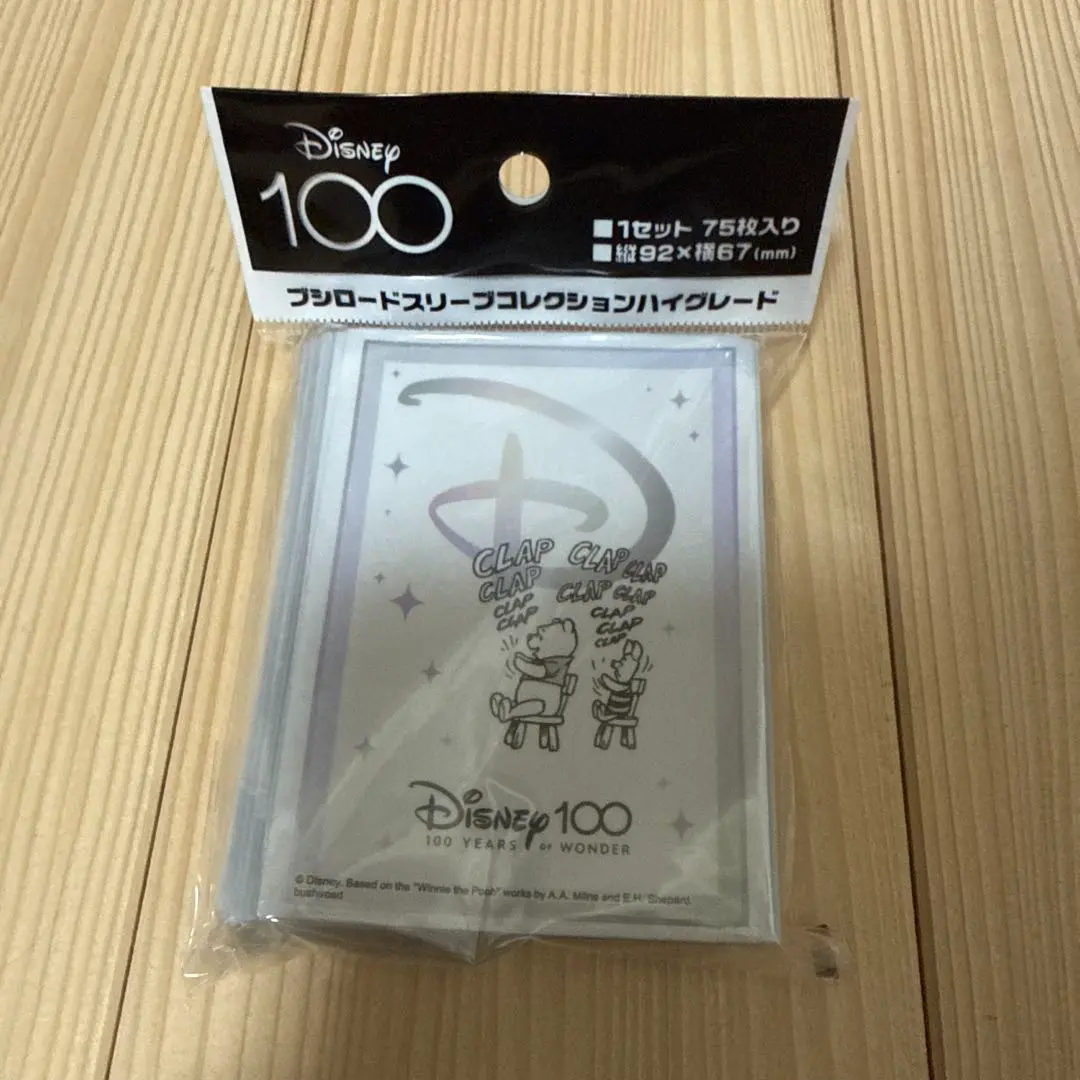 Disney
100
■1セット 75枚入り
■縦92×横67(mm)
ブシロードスリーブコレクションハイグレード
D
CLAP CLAP CLAP
CLAP CLAP CLAP
CLAP CLAP
CLAP CLAP
CLAP
Disney 100
100 YEARS OF WONDER
© Disney. Based on the "Winnie the Pooh" works by A.A. Milne and E.H. Shepard.
bushiroad